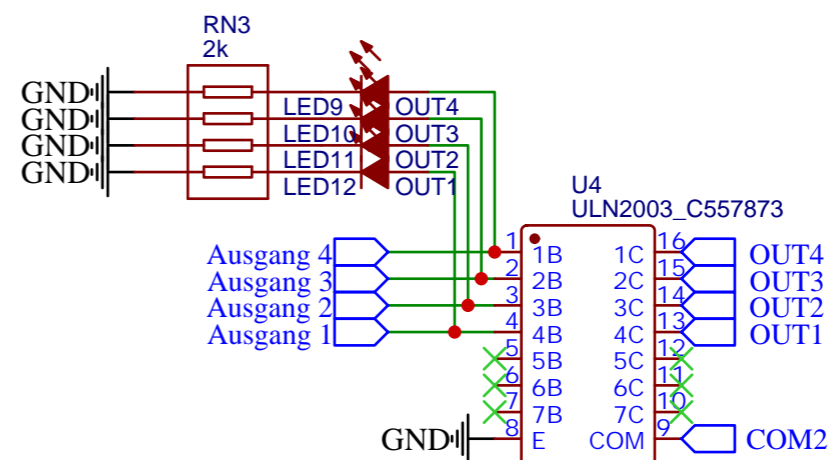 RN3
2k
GND
GND
GND
GND
LED9 OUT4
LED10 OUT3
LED11 OUT2
LED12 OUT1
U4
ULN2003_C557873
Ausgang 4 1 1B 1C 16 OUT4
Ausgang 3 2 2B 2C 15 OUT3
Ausgang 2 3 3B 3C 14 OUT2
Ausgang 1 4 4B 4C 13 OUT1
5 5B 5C 12
6 6B 6C 11
7 7B 7C 10
GND 8 E COM 9 COM2